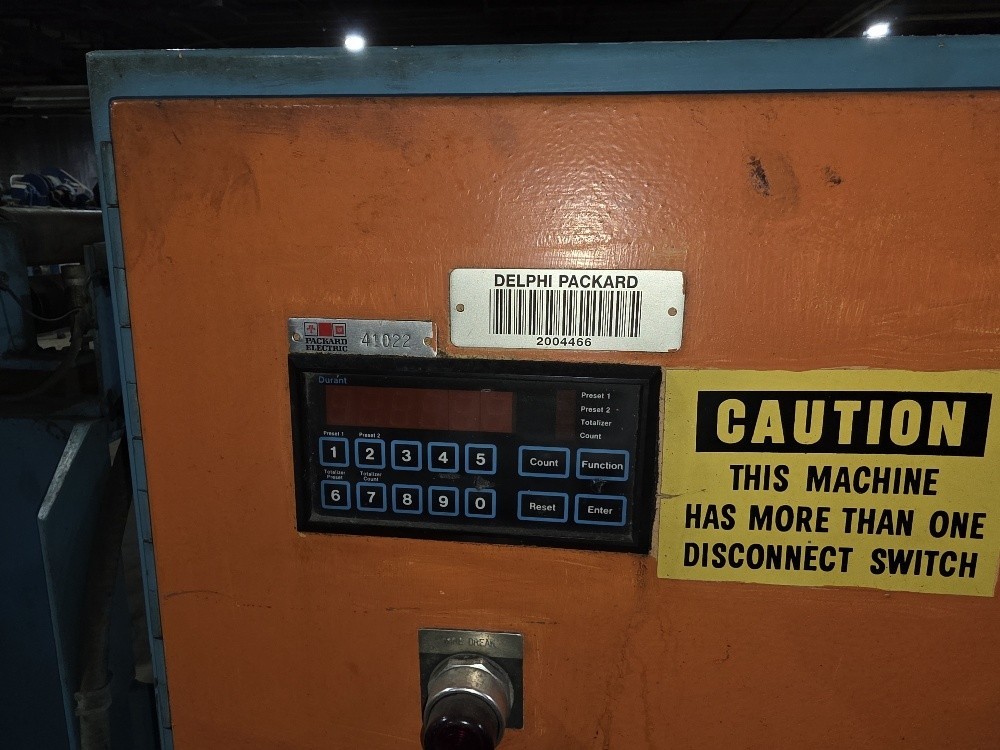 DELPHI PACKARD
2004466
PACKARD
ELECTRIC
41022
Durant
Preset 1
Preset 2
Totalizer
Count
Preset 1
Preset 2
1
2
3
4
5
Count
Function
Totalizer
Preset
Totalizer
Count
6
7
8
9
0
Reset
Enter
CAUTION
THIS MACHINE
HAS MORE THAN ONE
DISCONNECT SWITCH
BREAK